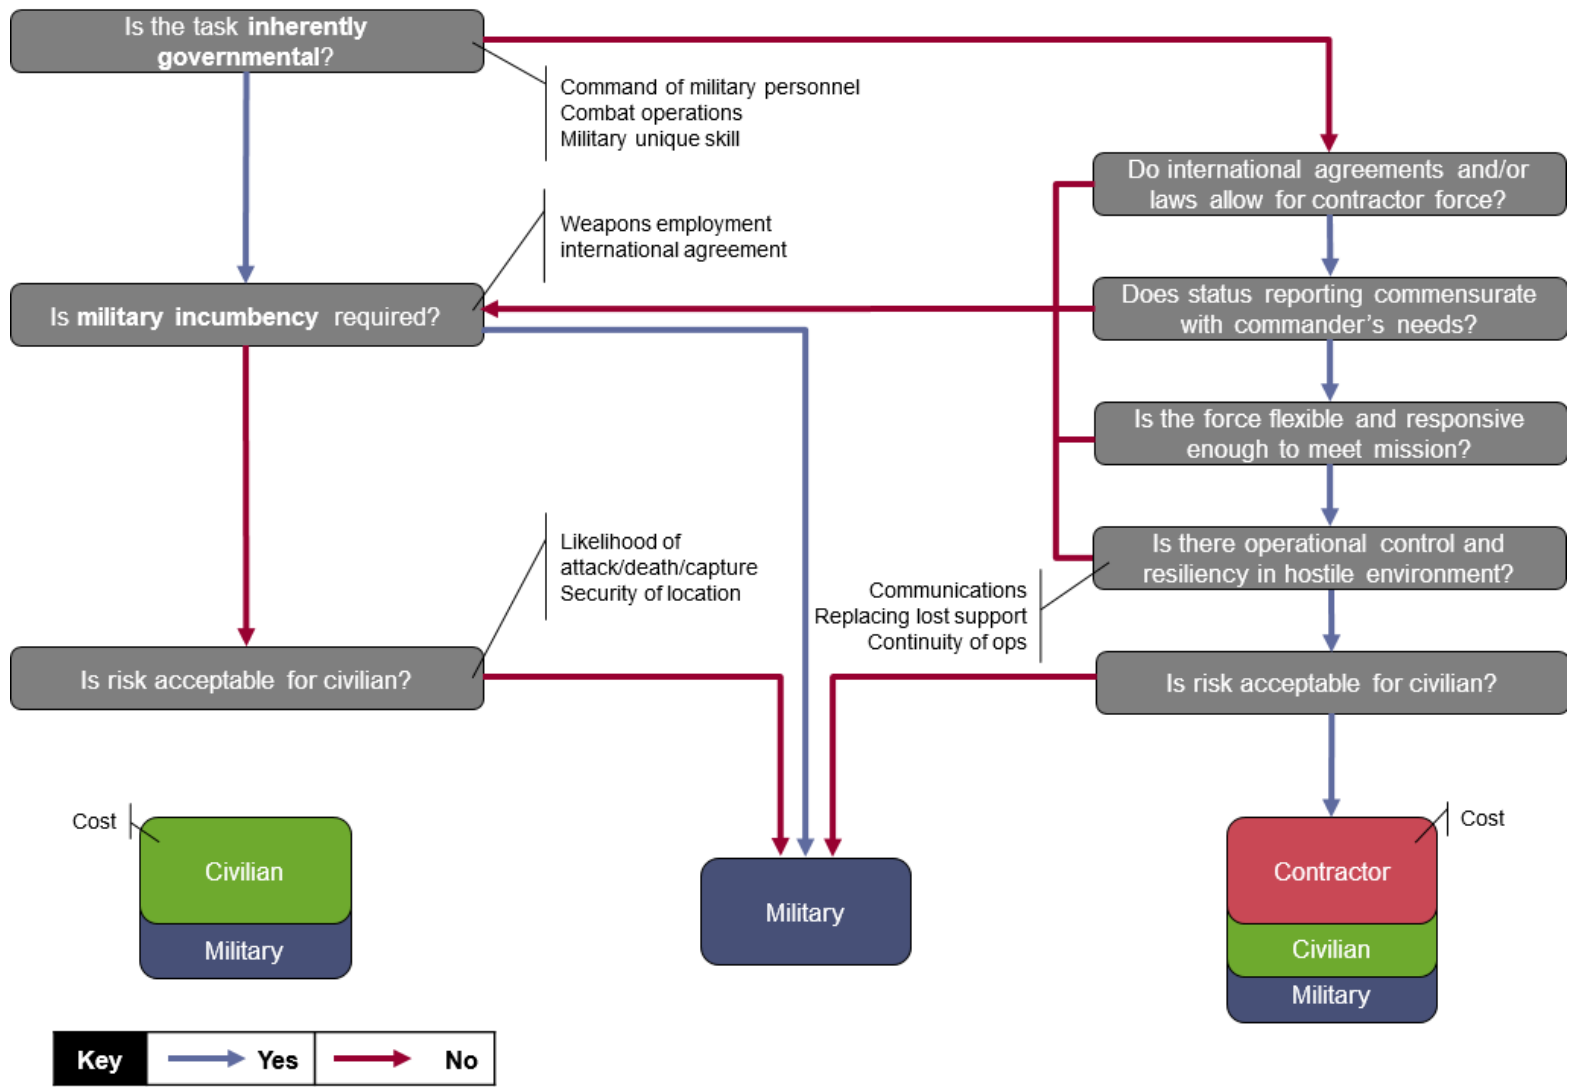 Is the task inherently
governmental?
Command of military personnel
Combat operations
Military unique skill
Do international agreements and/or
laws allow for contractor force?
Weapons employment
international agreement
Is military incumbency required?
Does status reporting commensurate
with commander's needs?
Is the force flexible and responsive
enough to meet mission?
Likelihood of
attack/death/capture
Security of location
Is there operational control and
resiliency in hostile environment?
Communications
Replacing lost support
Continuity of ops
Is risk acceptable for civilian?
Is risk acceptable for civilian?
Cost
Civilian
Military
Military
Cost
Contractor
Civilian
Military
Key
Yes
No